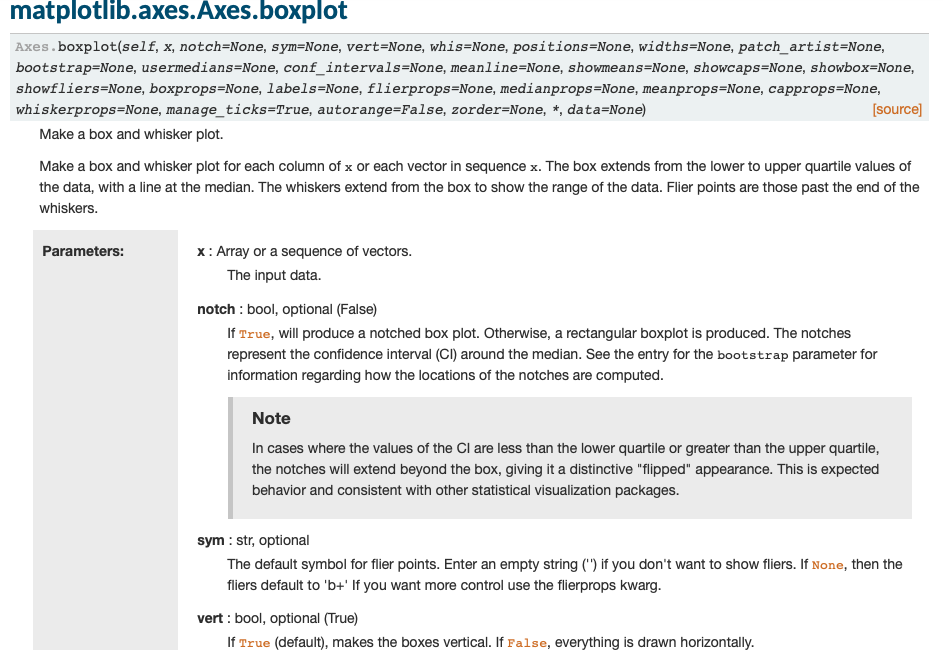 matplotlib.axes.Axes.boxplot
Axes.boxplot(self, x, notch=None, sym=None, vert=None, whis=None, positions=None, widths=None, patch_artist=None,
bootstrap=None, usermedians=None, conf_intervals=None, meanline=None, showmeans=None, showcaps=None, showbox=None,
showfliers=None, boxprops=None, labels=None, flierprops=None, medianprops=None, meanprops=None, capprops=None,
whiskerprops=None, manage_ticks=True, autorange=False, zorder=None, *, data=None) [source]
Make a box and whisker plot.
Make a box and whisker plot for each column of x or each vector in sequence x. The box extends from the lower to upper quartile values of
the data, with a line at the median. The whiskers extend from the box to show the range of the data. Flier points are those past the end of the
whiskers.
Parameters:
x : Array or a sequence of vectors.
The input data.
notch : bool, optional (False)
If True, will produce a notched box plot. Otherwise, a rectangular boxplot is produced. The notches
represent the confidence interval (CI) around the median. See the entry for the bootstrap parameter for
information regarding how the locations of the notches are computed.
Note
In cases where the values of the CI are less than the lower quartile or greater than the upper quartile,
the notches will extend beyond the box, giving it a distinctive "flipped" appearance. This is expected
behavior and consistent with other statistical visualization packages.
sym : str, optional
The default symbol for flier points. Enter an empty string ('') if you don't want to show fliers. If None, then the
fliers default to 'b+' If you want more control use the flierprops kwarg.
vert : bool, optional (True)
If True (default), makes the boxes vertical. If False, everything is drawn horizontally.